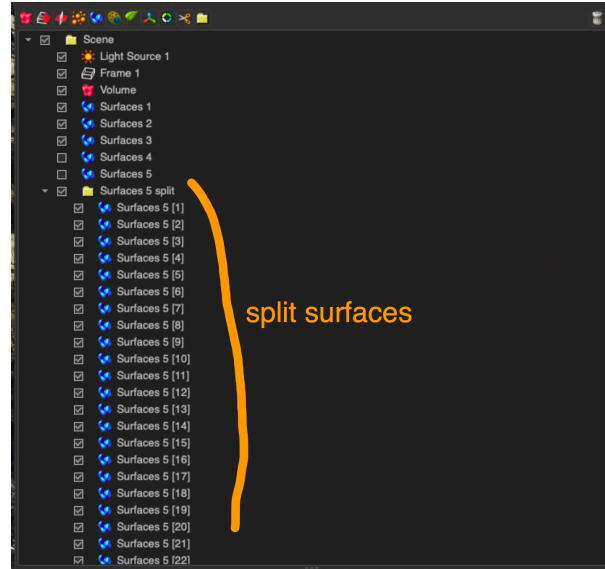 Scene
Light Source 1
Frame 1
Volume
Surfaces 1
Surfaces 2
Surfaces 3
Surfaces 4
Surfaces 5
Surfaces 5 split
Surfaces 5 [1]
Surfaces 5 [2]
Surfaces 5 [3]
Surfaces 5 [4]
Surfaces 5 [5]
Surfaces 5 [6]
Surfaces 5 [7]
split surfaces
Surfaces 5 [8]
Surfaces 5 [9]
Surfaces 5 [10]
Surfaces 5 [11]
Surfaces 5 [12]
Surfaces 5 [13]
Surfaces 5 [14]
Surfaces 5 [15]
Surfaces 5 [16]
Surfaces 5 [17]
Surfaces 5 [18]
Surfaces 5 [19]
Surfaces 5 [20]
Surfaces 5 [21]
Surfaces 5 [22]